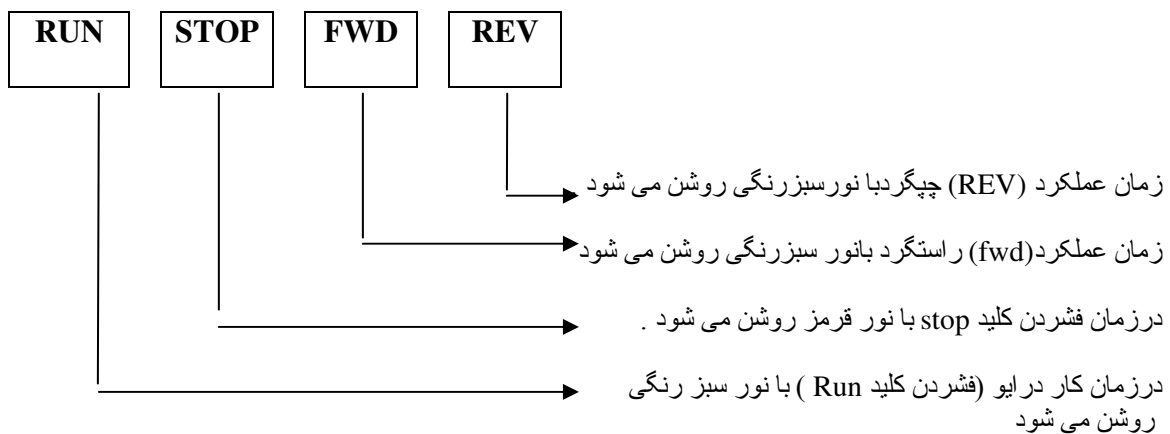 RUN STOP FWD REV
زمان عملکرد (REV) چپگردبا نورسبزرنگی روشن می شود
زمان عملکرد(fwd) راستگرد بانور سبزرنگی روشن می شود
درزمان فشردن کلید stop با نور قرمز روشن می شود .
درزمان کار درایو (فشردن کلید Run ) با نور سبز رنگی
روشن می شود